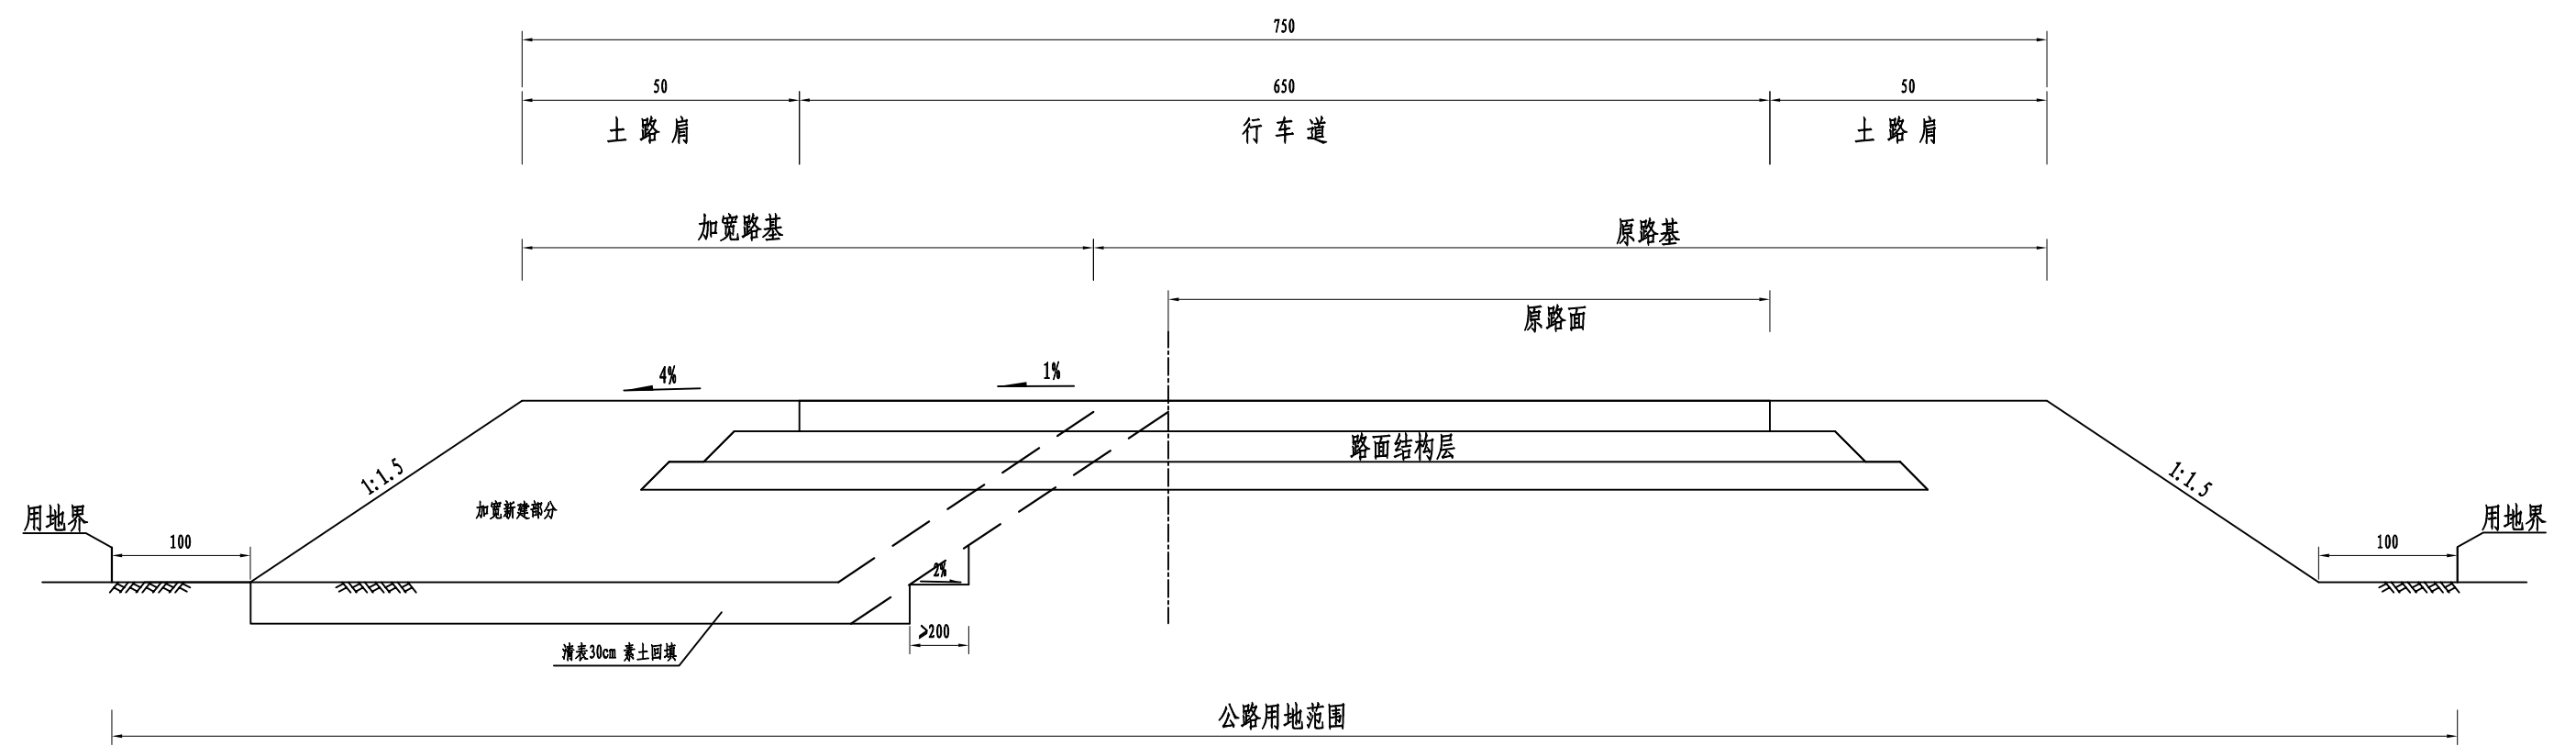 750
50 650 50
土路肩 行车道 土路肩
加宽路基 原路基
原路面
4% 1%
路面结构层
1:1.5 1:1.5
加宽新建部分
用地界 用地界
100 100
2%
≥200
清表30cm 素土回填
公路用地范围